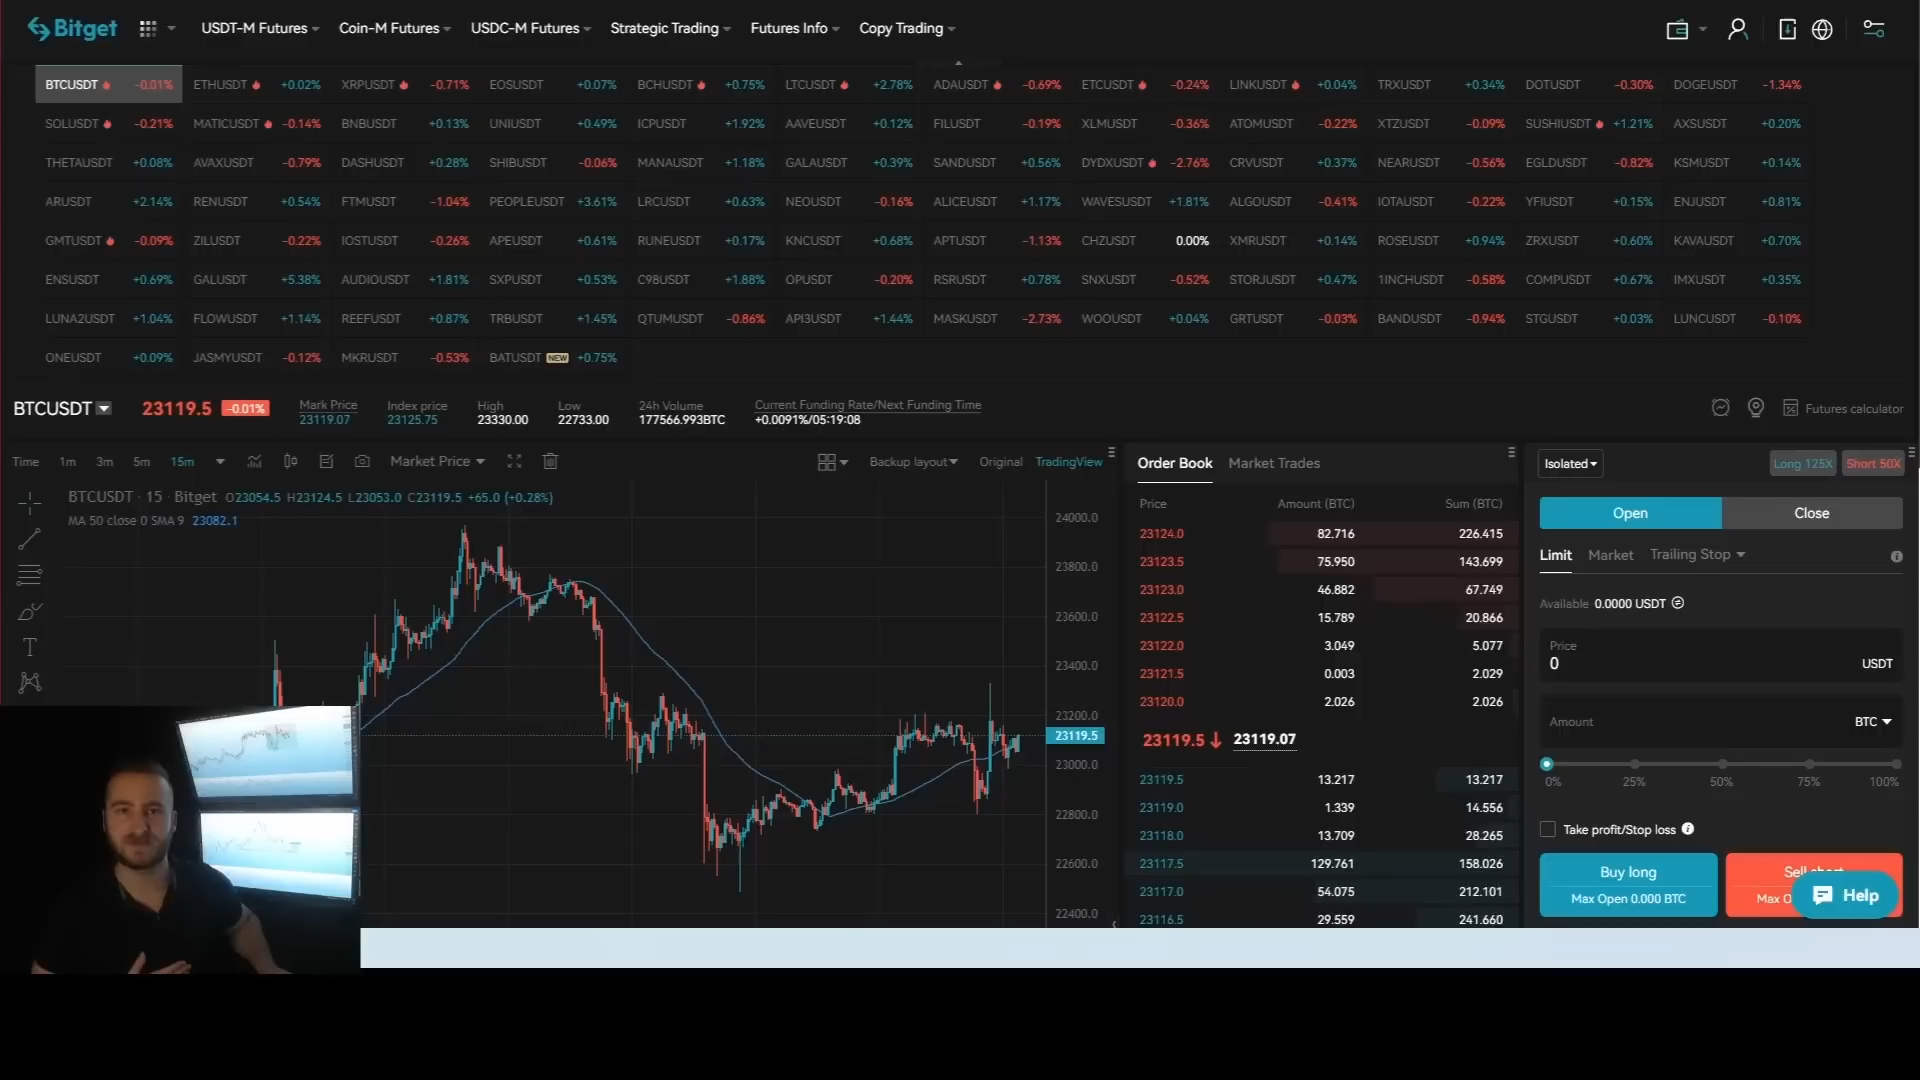 Bitget USDT-M Futures Coin-M Futures USDC-M Futures Strategic Trading Futures Info Copy Trading
BTCUSDT -0.01% ETHUSDT +0.02% XRPUSDT -0.71% EOSUSDT +0.07% BCHUSDT +0.75% LTCUSDT +2.78% ADAUSDT -0.69% ETCUSDT -0.24% LINKUSDT +0.04% TRXUSDT +0.34% DOTUSDT -0.30% DOGEUSDT -1.34%
SOLUSDT -0.21% MATICUSDT -0.14% BNBUSDT +0.13% UNIUSDT +0.49% ICPUSDT +1.92% AAVEUSDT +0.12% FILUSDT -0.19% XLMUSDT -0.36% ATOMUSDT -0.22% XTZUSDT -0.09% SUSHIUSDT +1.21% AXSUSDT +0.20%
THETAUSDT +0.08% AVAXUSDT -0.79% DASHUSDT +0.28% SHIBUSDT -0.06% MANAUSDT +1.18% GALAUSDT +0.39% SANDUSDT +0.56% DYDXUSDT -2.76% CRVUSDT +0.37% NEARUSDT -0.56% EGLDUSDT -0.82% KSMUSDT +0.14%
ARUSDT +2.14% RENUSDT +0.54% FTMUSDT -1.04% PEOPLEUSDT +3.61% LRCUSDT +0.63% NEOUSDT -0.16% ALICEUSDT +1.17% WAVESUSDT +1.81% ALGOUSDT -0.41% IOTAUSDT -0.22% YFIUSDT +0.15% ENJUSDT +0.81%
GMTUSDT -0.09% ZILUSDT -0.22% IOSTUSDT -0.26% APEUSDT +0.61% RUNEUSDT +0.17% KNCUSDT +0.68% APTUSDT -1.13% CHZUSDT 0.00% XMRUSDT +0.14% ROSEUSDT +0.94% ZRXUSDT +0.60% KAVAUSDT +0.70%
ENSUSDT +0.69% GALUSDT +5.38% AUDIOUSDT +1.81% SXPUSDT +0.53% C98USDT +1.88% OPUSDT -0.20% RSRUSDT +0.78% SNXUSDT -0.52% STORJUSDT +0.47% 1INCHUSDT -0.58% COMPUSDT +0.67% IMXUSDT +0.35%
LUNA2USDT +1.04% FLOWUSDT +1.14% REEFUSDT +0.87% TRBUSDT +1.45% QTUMUSDT -0.86% API3USDT +1.44% MASKUSDT -2.73% WOOUSDT +0.04% GRTUSDT -0.03% BANDUSDT -0.94% STGUSDT +0.03% LUNCUSDT -0.10%
ONEUSDT +0.09% JASMYUSDT -0.12% MKRUSDT -0.53% BATUSDT NEW +0.75%
BTCUSDT 23119.5 -0.01% Mark Price Index price High Low 24h Volume Current Funding Rate/Next Funding Time Futures calculator
23119.07 23125.75 23330.00 22733.00 177566.993BTC +0.0091%/05:19:08
Time 1m 3m 5m 15m Market Price Backup layout Original TradingView
BTCUSDT · 15 · Bitget O23054.5 H23124.5 L23053.0 C23119.5 +65.0 (+0.28%)
MA 50 close 0 SMA 9 23082.1
T
24000.0
23800.0
23600.0
23400.0
23200.0
23119.5
23000.0
22800.0
22600.0
22400.0
Order Book Market Trades
Price Amount (BTC) Sum (BTC)
23124.0 82.716 226.415
23123.5 75.950 143.699
23123.0 46.882 67.749
23122.5 15.789 20.866
23122.0 3.049 5.077
23121.5 0.003 2.029
23120.0 2.026 2.026
23119.5 ↓ 23119.07
23119.5 13.217 13.217
23119.0 1.339 14.556
23118.0 13.709 28.265
23117.5 129.761 158.026
23117.0 54.075 212.101
23116.5 29.559 241.660
Isolated Long 125X Short 50X
Open Close
Limit Market Trailing Stop
Available 0.0000 USDT
Price
0 USDT
Amount BTC
0% 25% 50% 75% 100%
Take profit/Stop loss
Buy long
Max Open 0.000 BTC
Sell short
Max O
Help